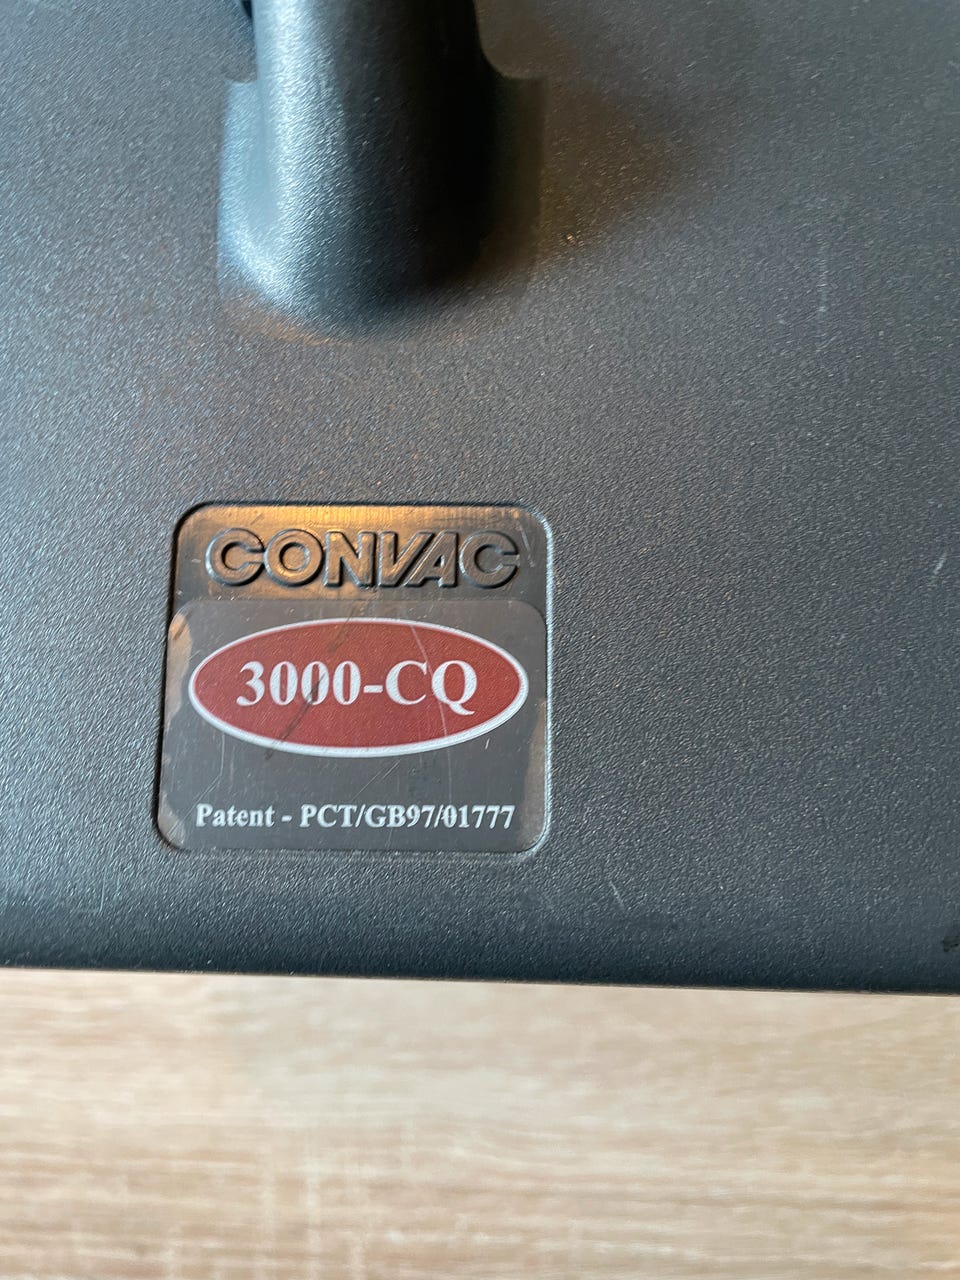 CONVAC
3000-CQ
Patent - PCT/GB97/01777